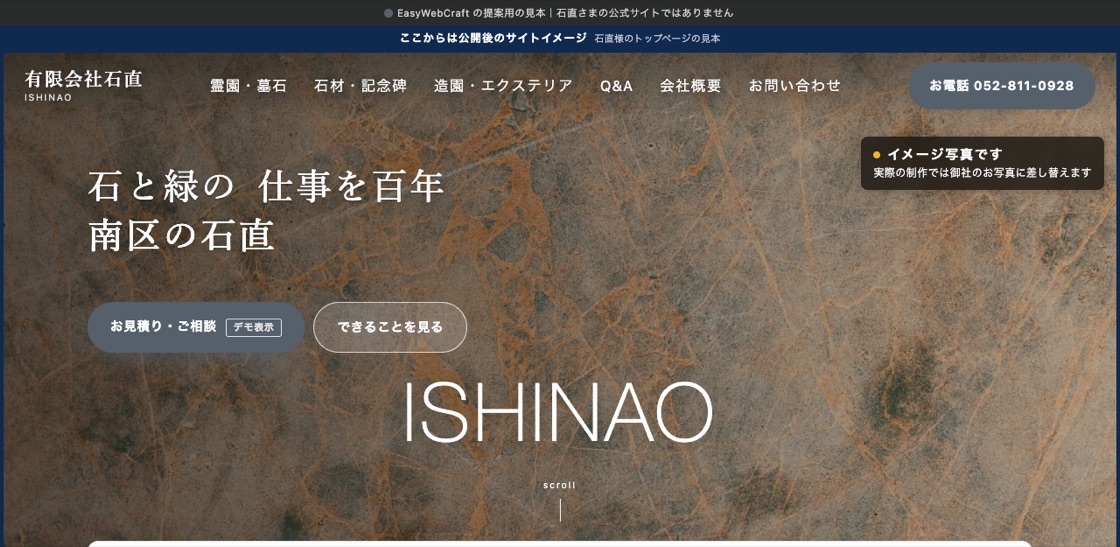 EasyWebCraft の提案用の見本｜石直さまの公式サイトではありません
ここからは公開後のサイトイメージ 石直様のトップページの見本
有限会社石直
ISHINAO
霊園・墓石 石材・記念碑 造園・エクステリア Q&A 会社概要 お問い合わせ
お電話 052-811-0928
イメージ写真です
実際の制作では御社のお写真に差し替えます
石と緑の 仕事を百年
南区の石直
お見積り・ご相談 デモ表示
できることを見る
ISHINAO
scroll